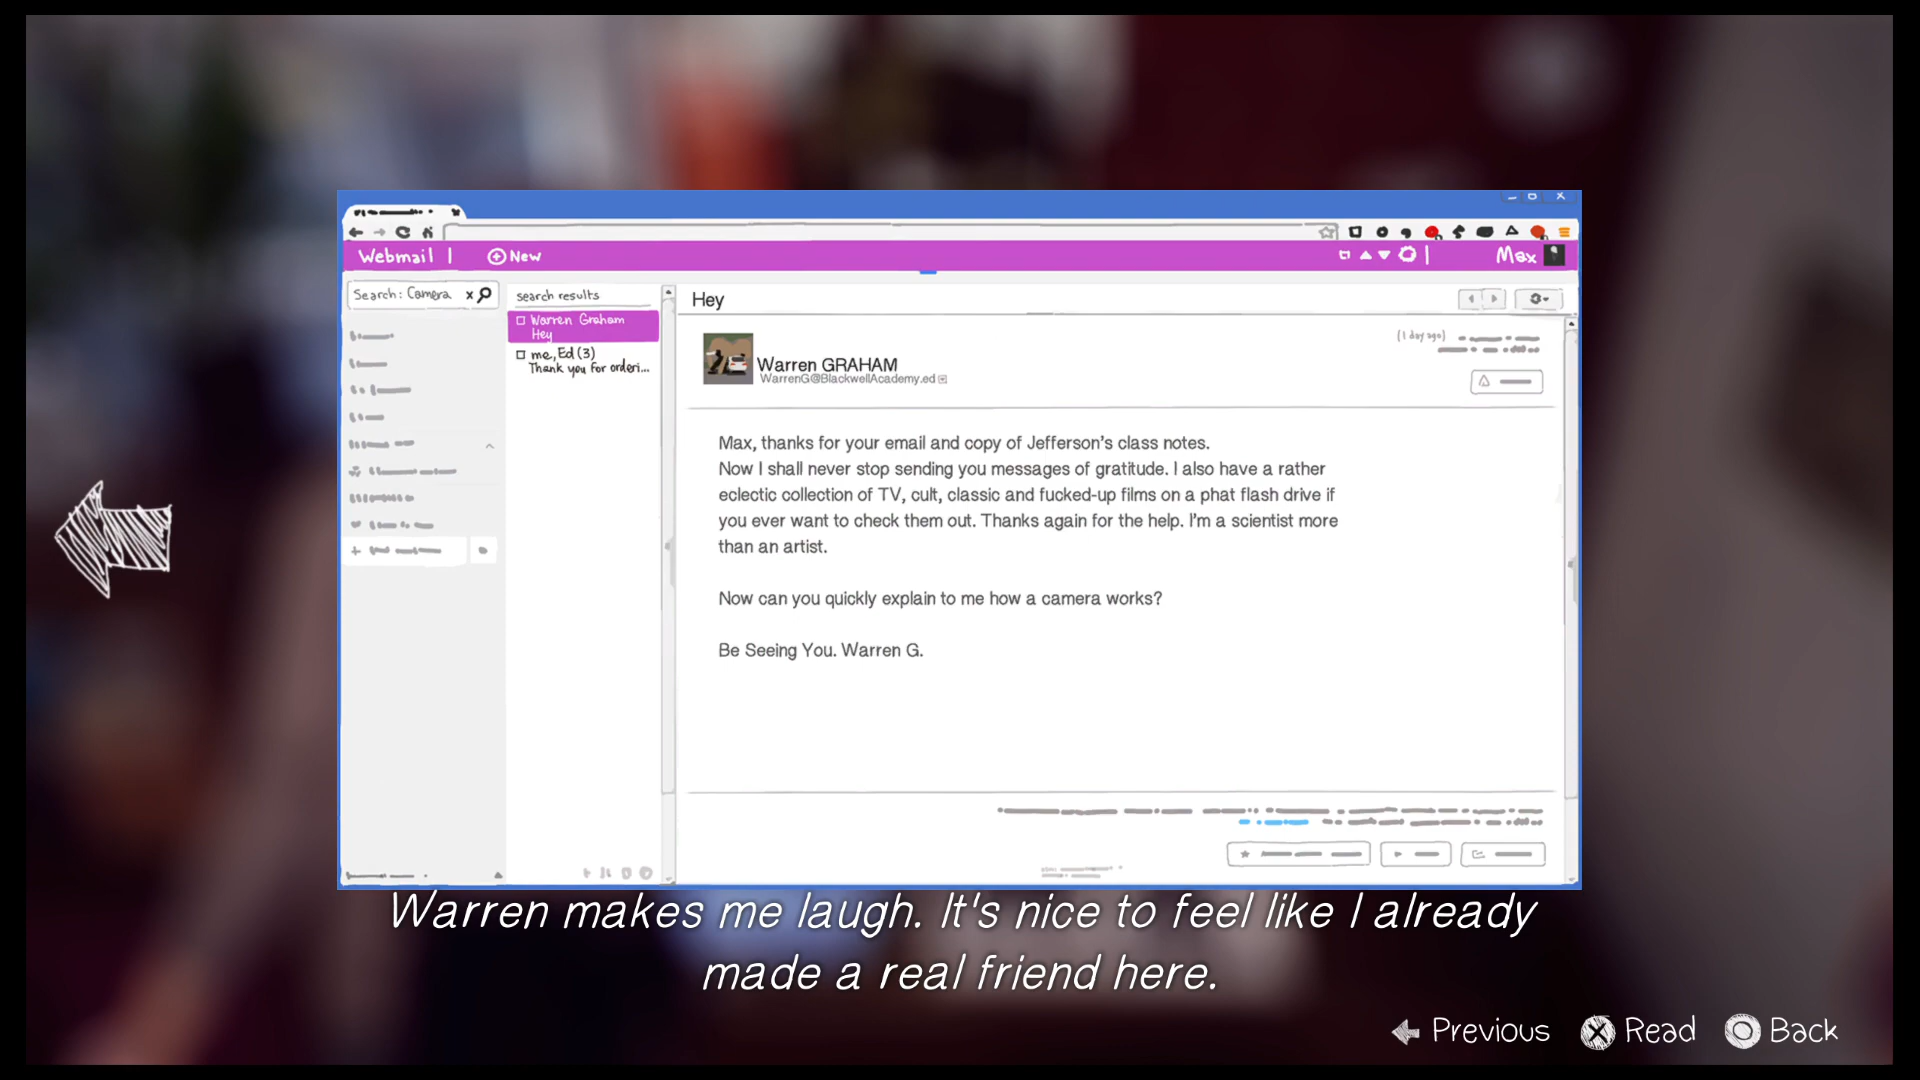 Webmail | New Max
Search: Camera x
search results
Warren Graham
Hey
me, Ed (3)
Thank you for orderi...
Hey
(1 day ago)
Warren GRAHAM
WarrenG@BlackwellAcademy.ed
Max, thanks for your email and copy of Jefferson's class notes.
Now I shall never stop sending you messages of gratitude. I also have a rather
eclectic collection of TV, cult, classic and fucked-up films on a phat flash drive if
you ever want to check them out. Thanks again for the help. I'm a scientist more
than an artist.
Now can you quickly explain to me how a camera works?
Be Seeing You. Warren G.
Warren makes me laugh. It's nice to feel like I already
made a real friend here.
Previous Read Back